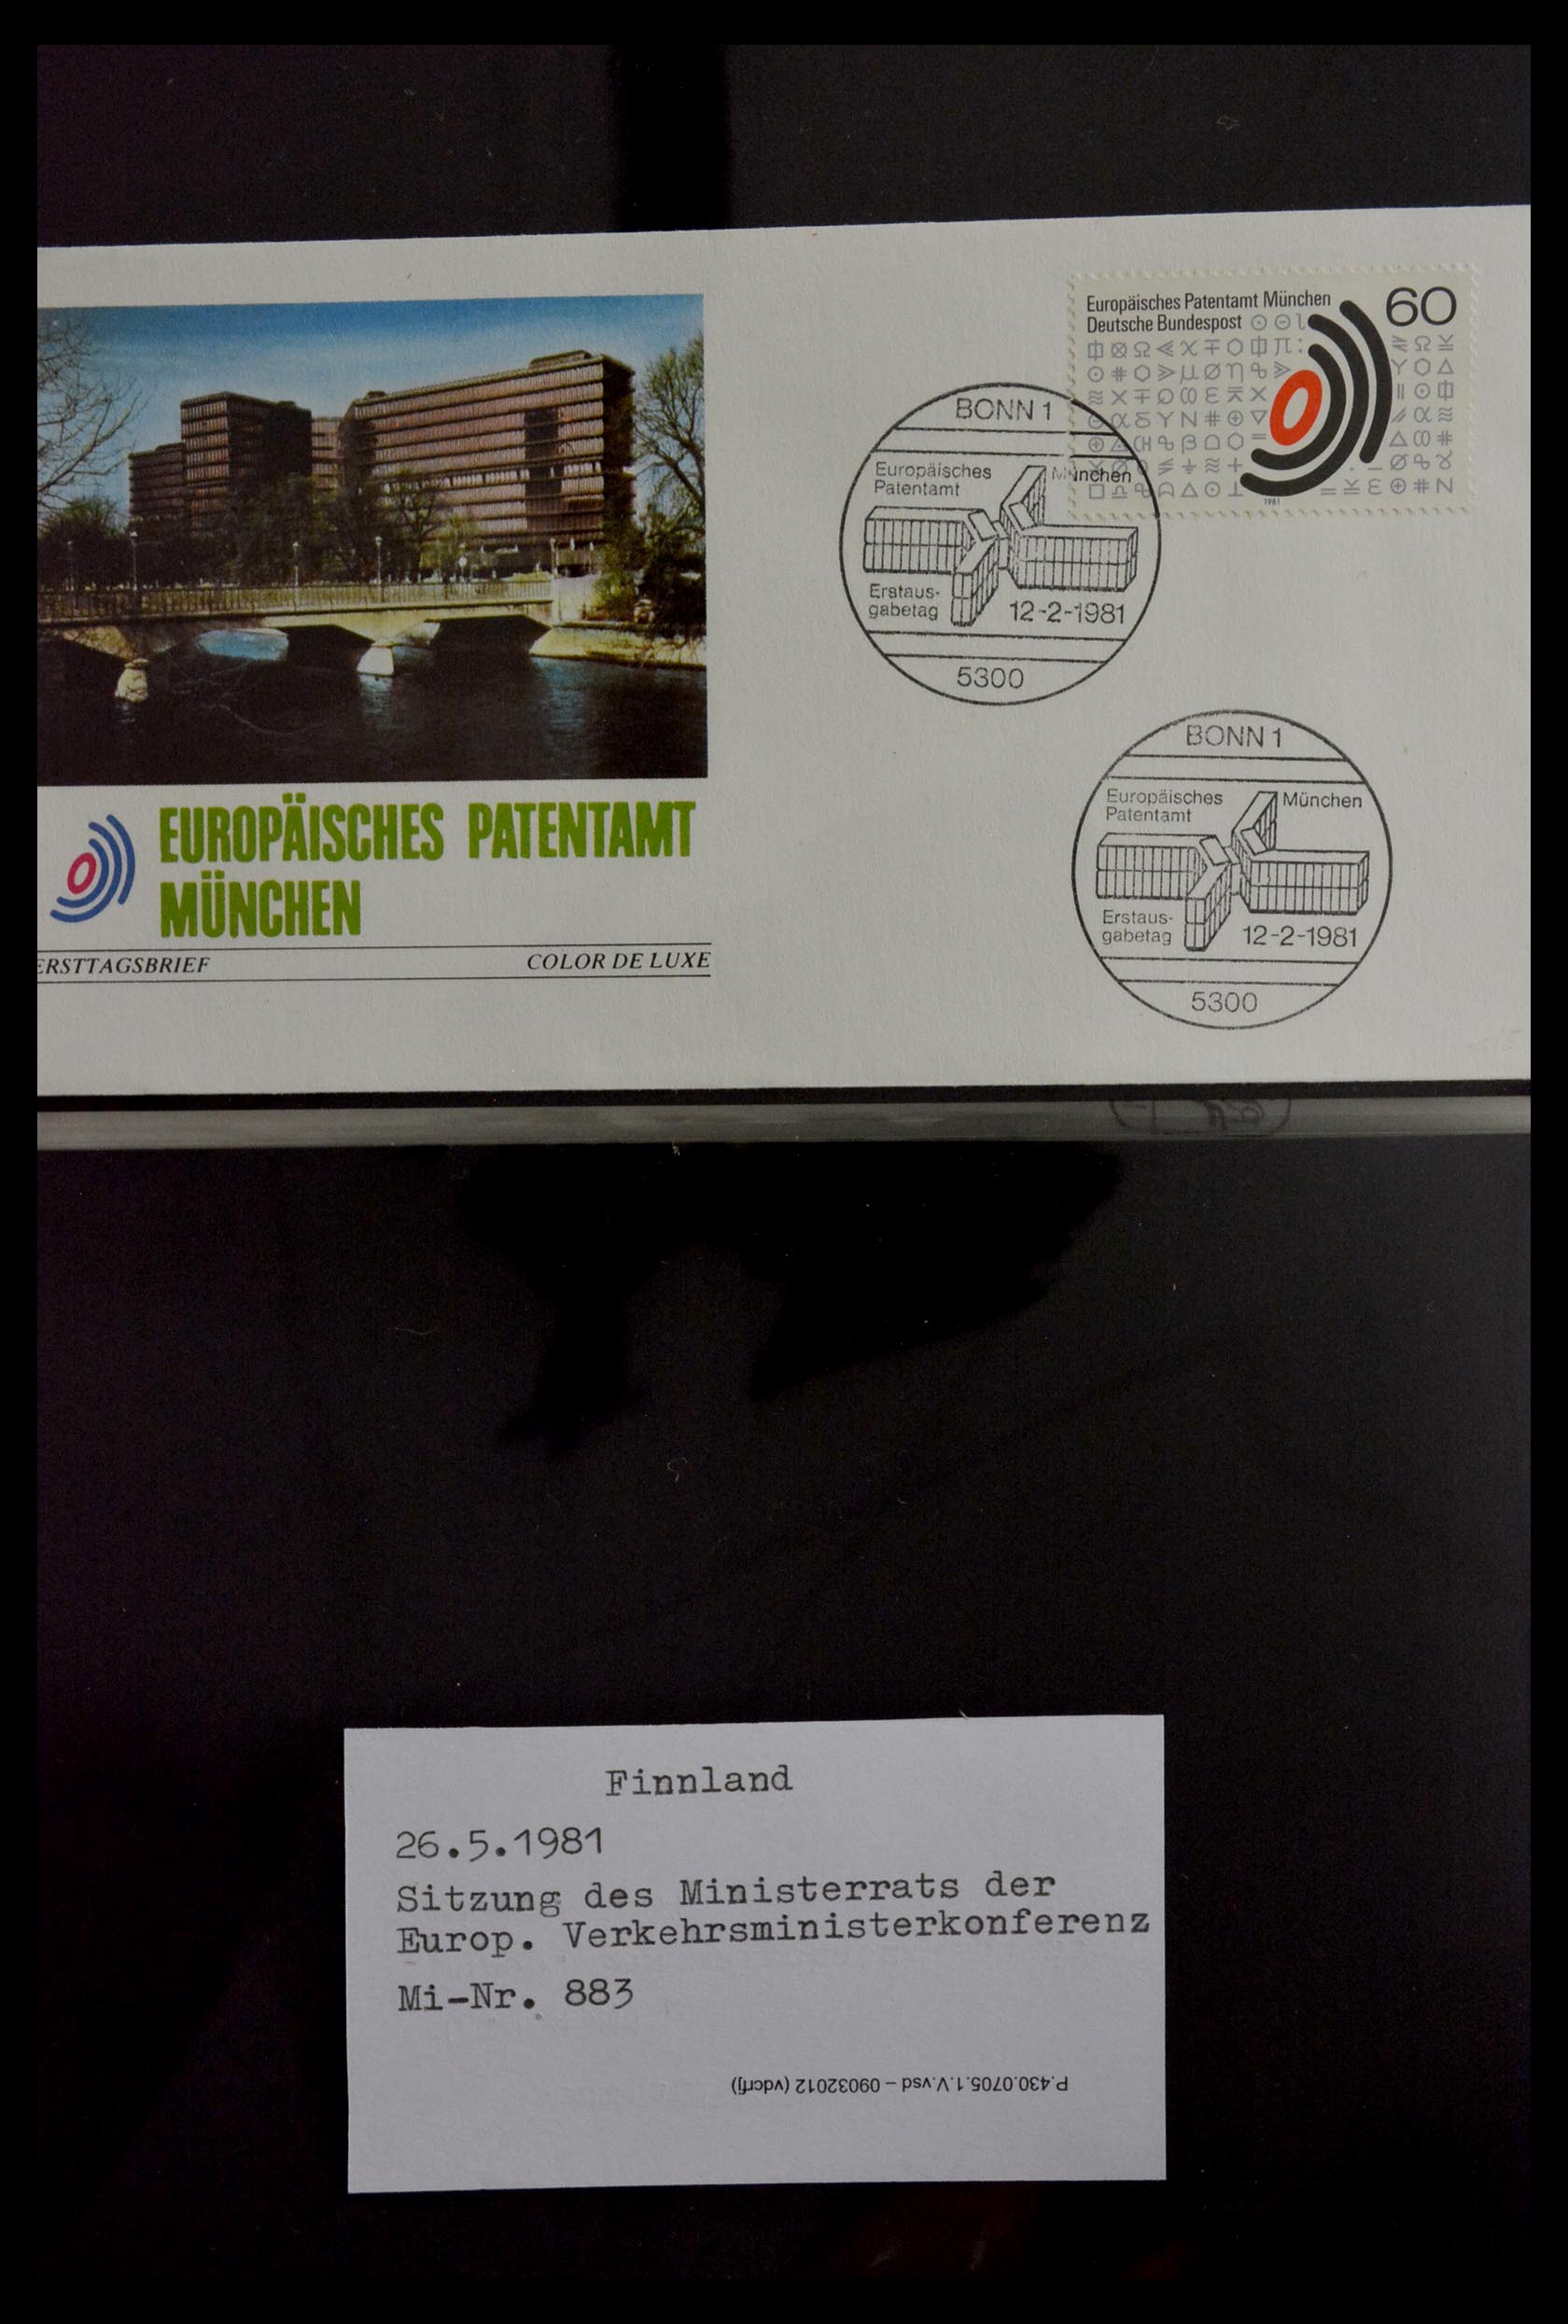 Europäisches Patentamt München
60
Deutsche Bundespost
1981
BONN 1
Europäisches
Patentamt
München
Erstaus-
gabetag
12-2-1981
5300
BONN 1
Europäisches
Patentamt
München
Erstaus-
gabetag
12-2-1981
5300
EUROPÄISCHES PATENTAMT
MÜNCHEN
ERSTTAGSBRIEF
COLOR DE LUXE
Finnland
26.5.1981
Sitzung des Ministerrats der
Europ. Verkehrsministerkonferenz
Mi-Nr. 883
P.430.0705.1.V.vsd – 09032012 (vdcrfj)